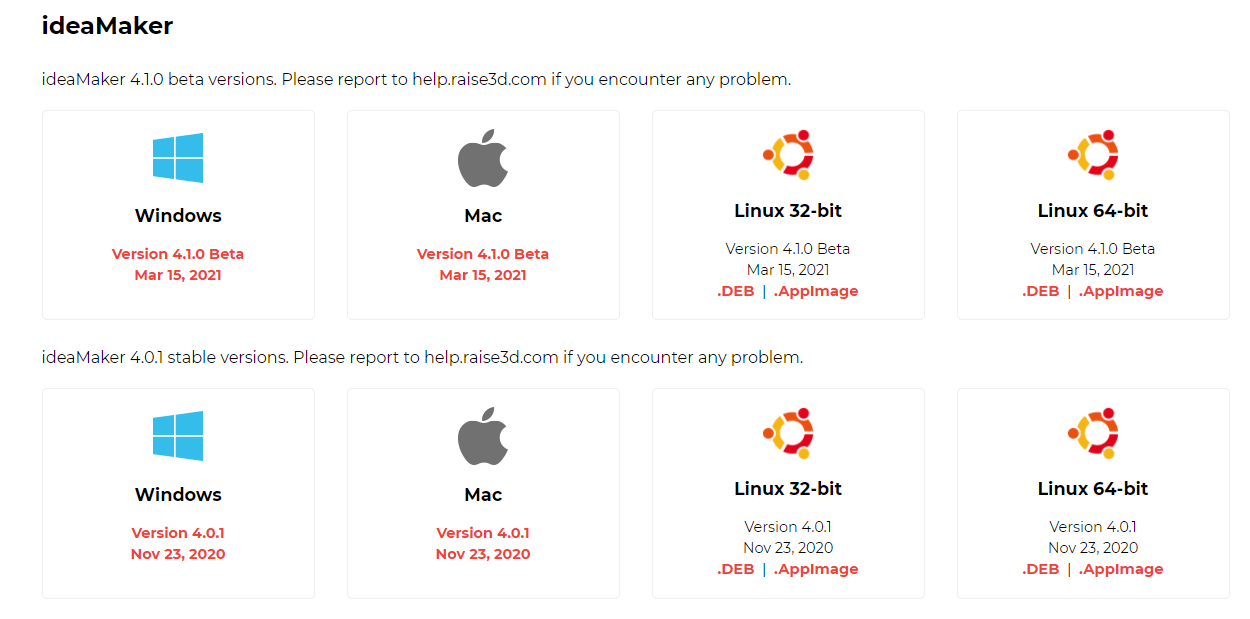 ideaMaker
ideaMaker 4.1.0 beta versions. Please report to help.raise3d.com if you encounter any problem.
Windows
Version 4.1.0 Beta
Mar 15, 2021
Mac
Version 4.1.0 Beta
Mar 15, 2021
Linux 32-bit
Version 4.1.0 Beta
Mar 15, 2021
.DEB | .AppImage
Linux 64-bit
Version 4.1.0 Beta
Mar 15, 2021
.DEB | .AppImage
ideaMaker 4.0.1 stable versions. Please report to help.raise3d.com if you encounter any problem.
Windows
Version 4.0.1
Nov 23, 2020
Mac
Version 4.0.1
Nov 23, 2020
Linux 32-bit
Version 4.0.1
Nov 23, 2020
.DEB | .AppImage
Linux 64-bit
Version 4.0.1
Nov 23, 2020
.DEB | .AppImage